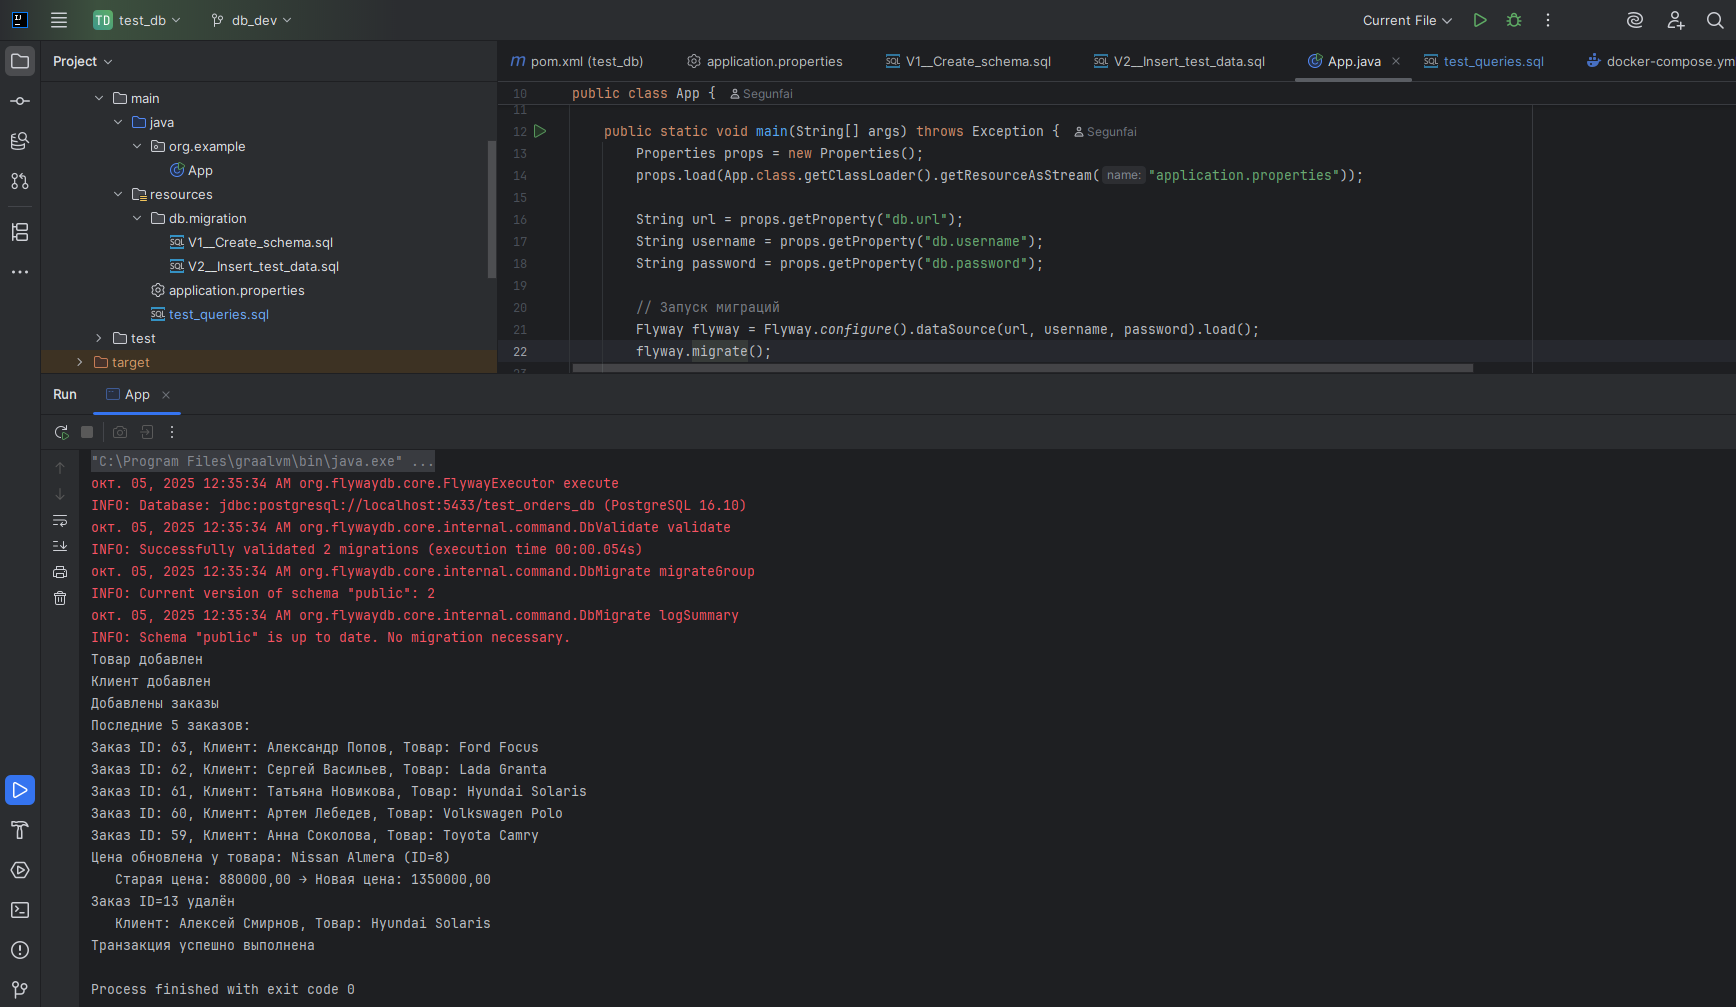 TD test_db
db_dev
Current File
Project
main
java
org.example
App
resources
db.migration
SQL V1__Create_schema.sql
SQL V2__Insert_test_data.sql
application.properties
SQL test_queries.sql
test
target
m pom.xml (test_db)
application.properties
SQL V1__Create_schema.sql
SQL V2__Insert_test_data.sql
App.java
SQL test_queries.sql
docker-compose.ym
10 public class App { Segunfai
11
12 public static void main(String[] args) throws Exception { Segunfai
13 Properties props = new Properties();
14 props.load(App.class.getClassLoader().getResourceAsStream( name: "application.properties"));
15
16 String url = props.getProperty("db.url");
17 String username = props.getProperty("db.username");
18 String password = props.getProperty("db.password");
19
20 // Запуск миграций
21 Flyway flyway = Flyway.configure().dataSource(url, username, password).load();
22 flyway.migrate();
23
Run App
"C:\Program Files\graalvm\bin\java.exe" ...
окт. 05, 2025 12:35:34 AM org.flywaydb.core.FlywayExecutor execute
INFO: Database: jdbc:postgresql://localhost:5433/test_orders_db (PostgreSQL 16.10)
окт. 05, 2025 12:35:34 AM org.flywaydb.core.internal.command.DbValidate validate
INFO: Successfully validated 2 migrations (execution time 00:00.054s)
окт. 05, 2025 12:35:34 AM org.flywaydb.core.internal.command.DbMigrate migrateGroup
INFO: Current version of schema "public": 2
окт. 05, 2025 12:35:34 AM org.flywaydb.core.internal.command.DbMigrate logSummary
INFO: Schema "public" is up to date. No migration necessary.
Товар добавлен
Клиент добавлен
Добавлены заказы
Последние 5 заказов:
Заказ ID: 63, Клиент: Александр Попов, Товар: Ford Focus
Заказ ID: 62, Клиент: Сергей Васильев, Товар: Lada Granta
Заказ ID: 61, Клиент: Татьяна Новикова, Товар: Hyundai Solaris
Заказ ID: 60, Клиент: Артем Лебедев, Товар: Volkswagen Polo
Заказ ID: 59, Клиент: Анна Соколова, Товар: Toyota Camry
Цена обновлена у товара: Nissan Almera (ID=8)
Старая цена: 880000,00 → Новая цена: 1350000,00
Заказ ID=13 удалён
Клиент: Алексей Смирнов, Товар: Hyundai Solaris
Транзакция успешно выполнена
Process finished with exit code 0